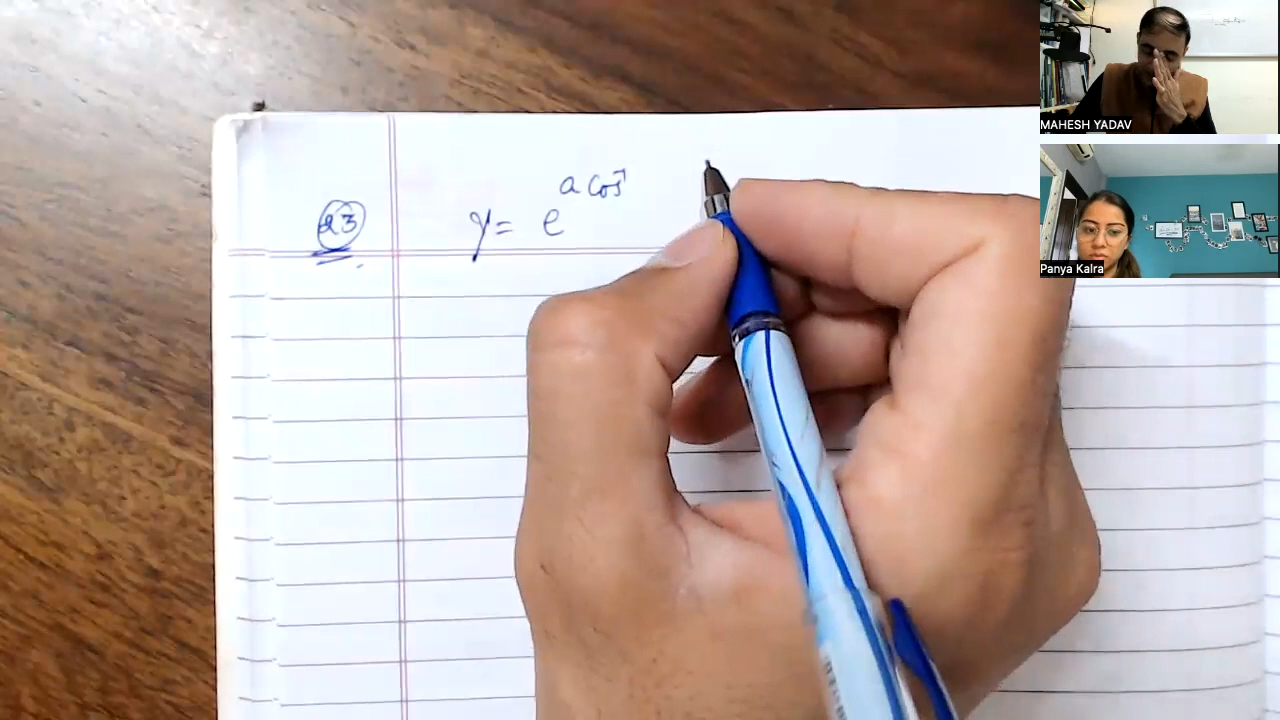 23
y = e^a cos⁻¹
MAHESH YADAV
Panya Kalra